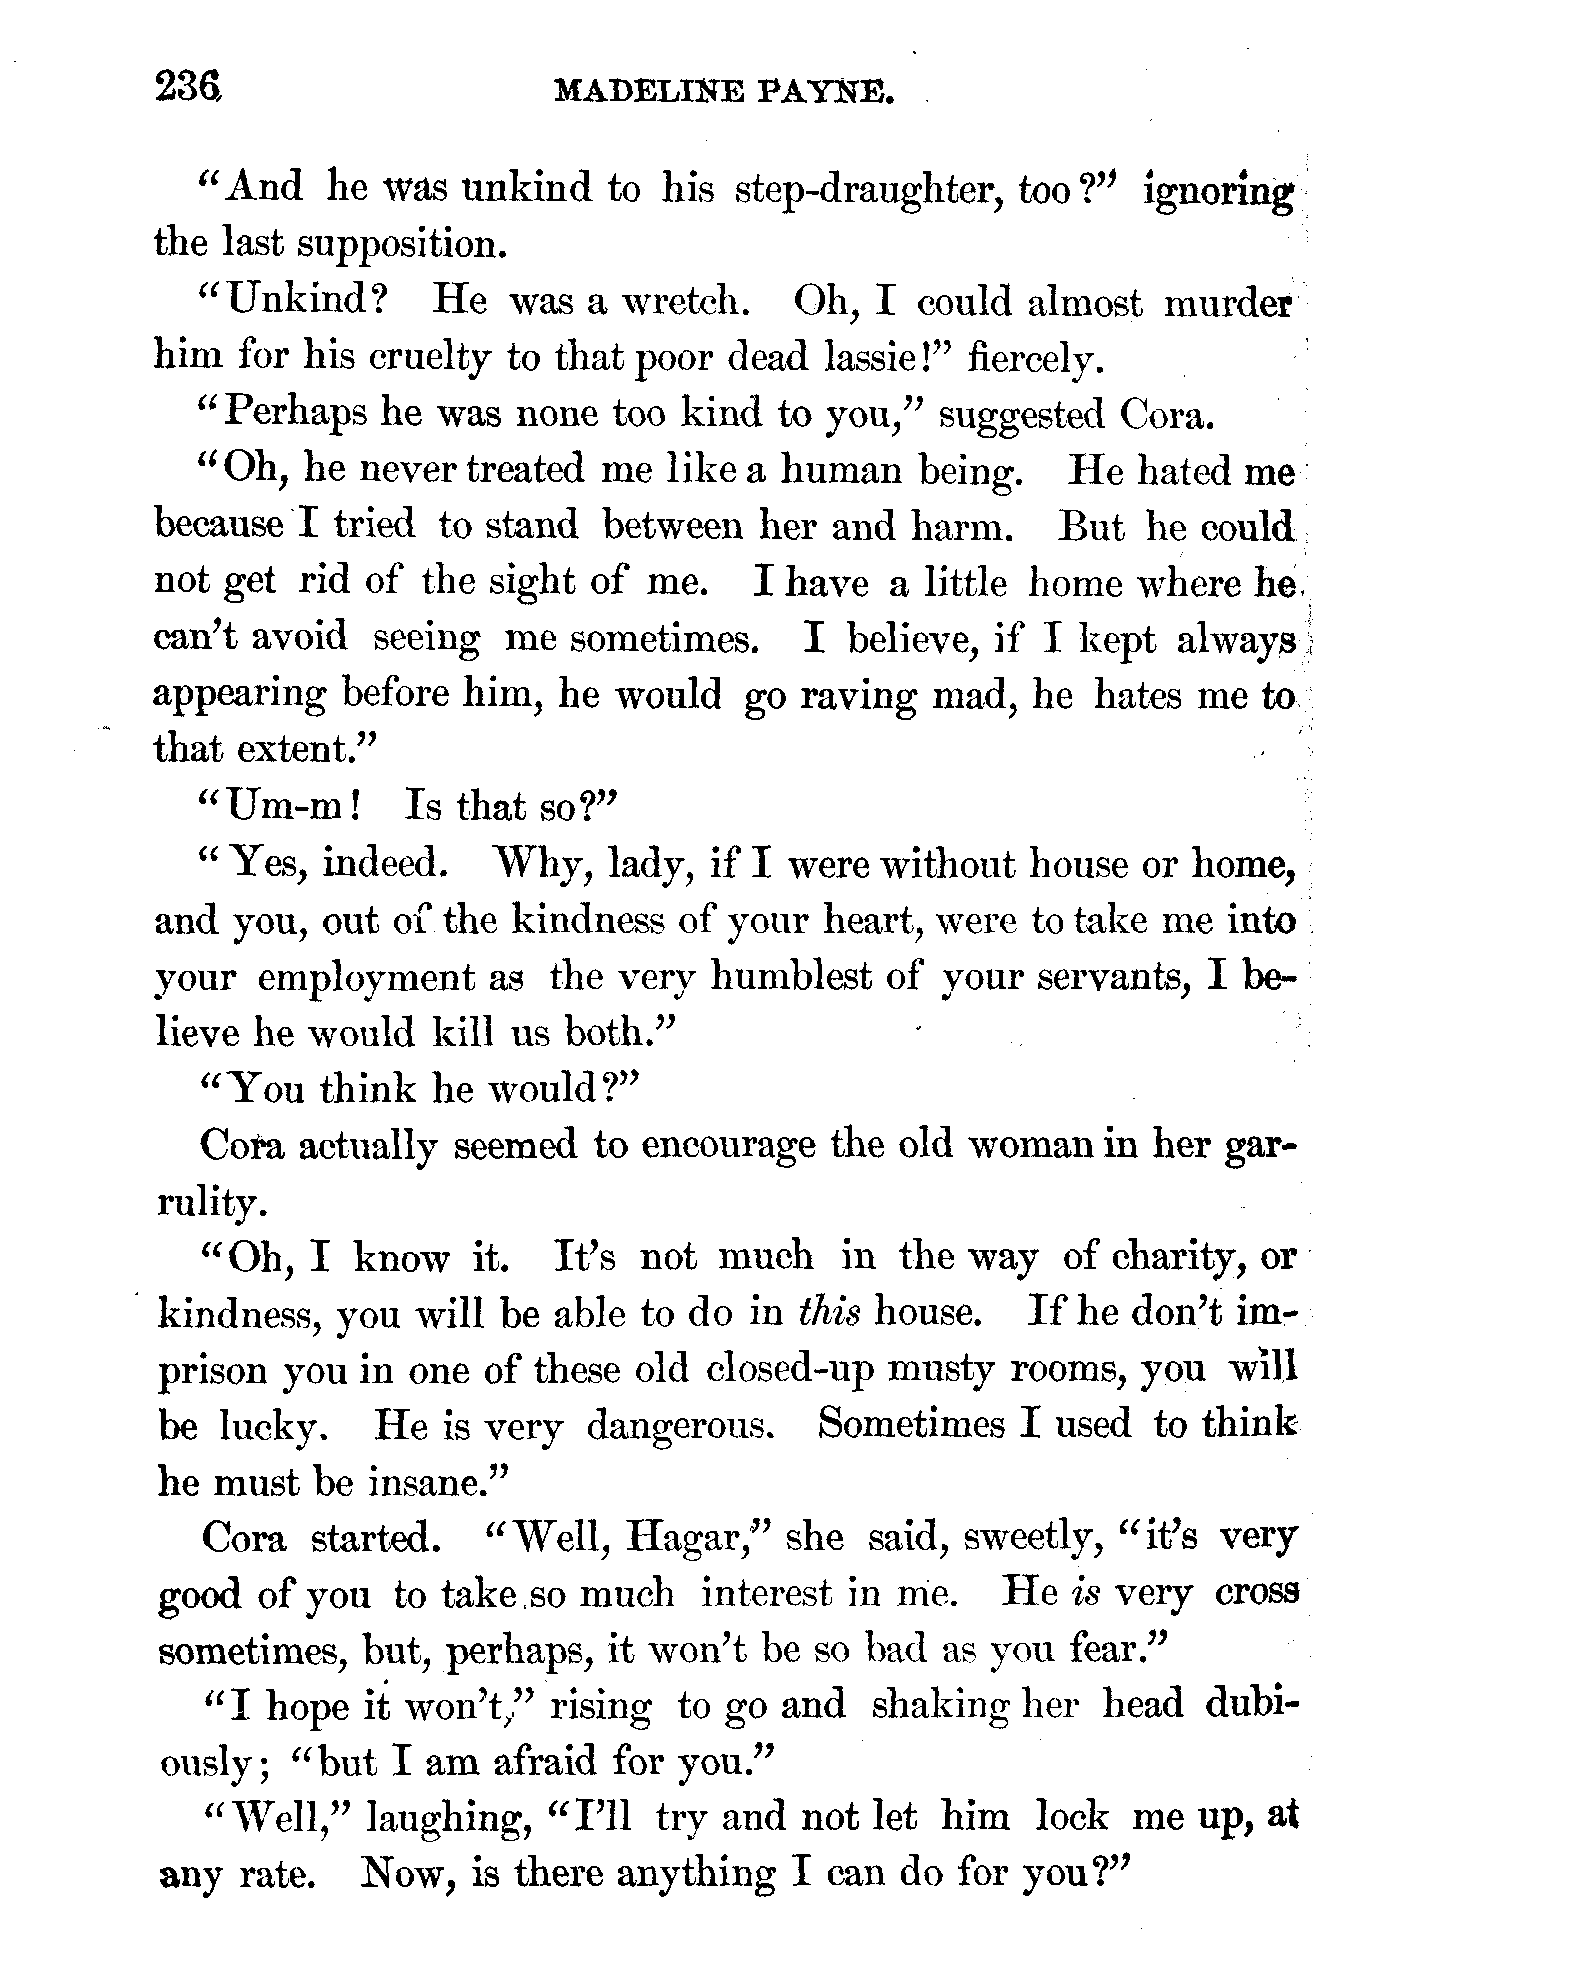 236 MADELINE PAYNE.
"And he was unkind to his step-draughter, too?" ignoring
the last supposition.
"Unkind? He was a wretch. Oh, I could almost murder
him for his cruelty to that poor dead lassie!" fiercely.
"Perhaps he was none too kind to you," suggested Cora.
"Oh, he never treated me like a human being. He hated me
because I tried to stand between her and harm. But he could
not get rid of the sight of me. I have a little home where he
can't avoid seeing me sometimes. I believe, if I kept always
appearing before him, he would go raving mad, he hates me to
that extent."
"Um-m! Is that so?"
"Yes, indeed. Why, lady, if I were without house or home,
and you, out of the kindness of your heart, were to take me into
your employment as the very humblest of your servants, I be-
lieve he would kill us both."
"You think he would?"
Cora actually seemed to encourage the old woman in her gar-
rulity.
"Oh, I know it. It's not much in the way of charity, or
kindness, you will be able to do in this house. If he don't im-
prison you in one of these old closed-up musty rooms, you will
be lucky. He is very dangerous. Sometimes I used to think
he must be insane."
Cora started. "Well, Hagar," she said, sweetly, "it's very
good of you to take so much interest in me. He is very cross
sometimes, but, perhaps, it won't be so bad as you fear."
"I hope it won't," rising to go and shaking her head dubi-
ously; "but I am afraid for you."
"Well," laughing, "I'll try and not let him lock me up, at
any rate. Now, is there anything I can do for you?"